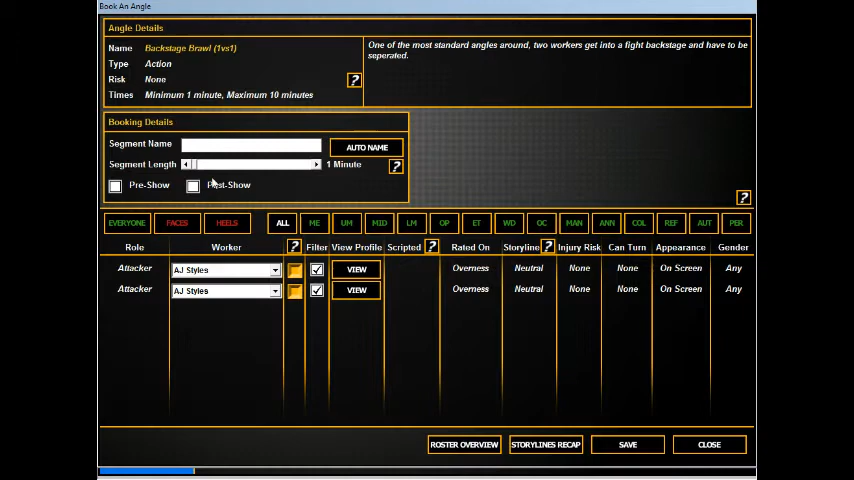 Book An Angle
Angle Details
Name Backstage Brawl (1vs1)
Type Action
Risk None ?
Times Minimum 1 minute, Maximum 10 minutes
One of the most standard angles around, two workers get into a fight backstage and have to be
seperated.
Booking Details
Segment Name AUTO NAME
Segment Length 1 Minute ?
Pre-Show Post-Show
?
EVERYONE FACES HEELS ALL ME UM MID LM OP ET WD OC MAN ANN COL REF AUT PER
Role Worker ? Filter View Profile Scripted ? Rated On Storyline ? Injury Risk Can Turn Appearance Gender
Attacker AJ Styles VIEW Overness Neutral None None On Screen Any
Attacker AJ Styles VIEW Overness Neutral None None On Screen Any
ROSTER OVERVIEW STORYLINES RECAP SAVE CLOSE